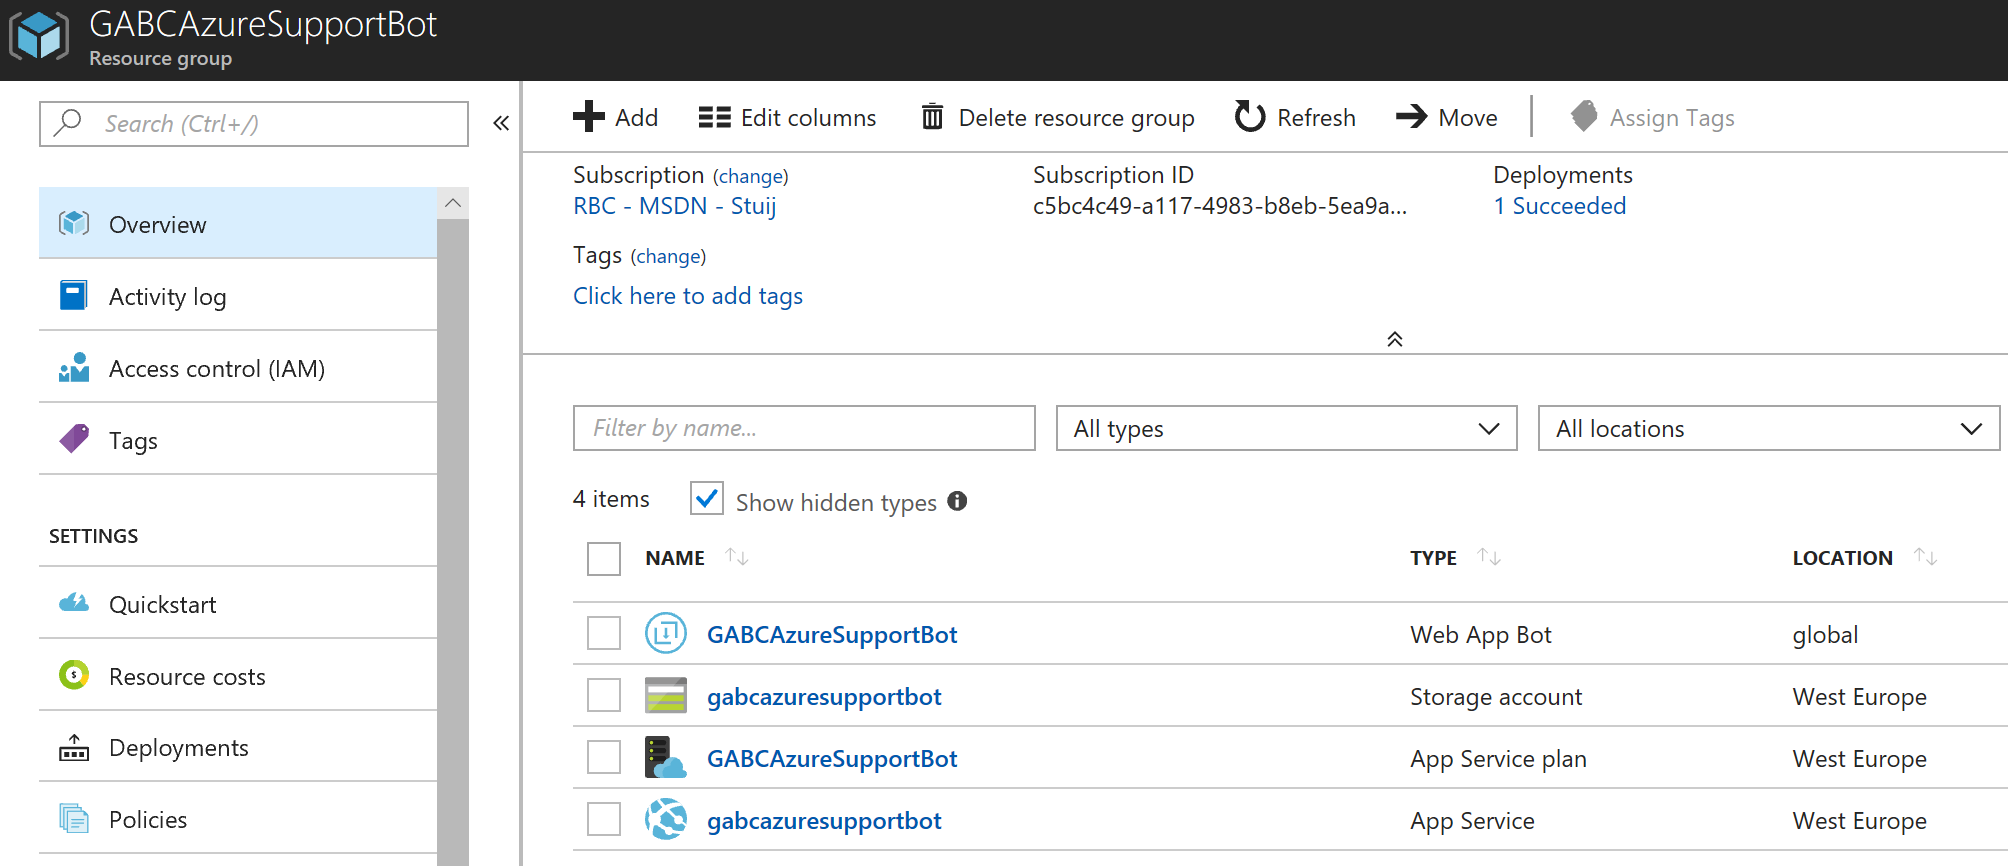 GABCAzureSupportBot
Resource group
Search (Ctrl+/)
Overview
Activity log
Access control (IAM)
Tags
SETTINGS
Quickstart
Resource costs
Deployments
Policies
Add Edit columns Delete resource group Refresh Move Assign Tags
Subscription (change) Subscription ID Deployments
RBC - MSDN - Stuij c5bc4c49-a117-4983-b8eb-5ea9a... 1 Succeeded
Tags (change)
Click here to add tags
Filter by name... All types All locations
4 items Show hidden types
NAME TYPE LOCATION
GABCAzureSupportBot Web App Bot global
gabcazuresupportbot Storage account West Europe
GABCAzureSupportBot App Service plan West Europe
gabcazuresupportbot App Service West Europe